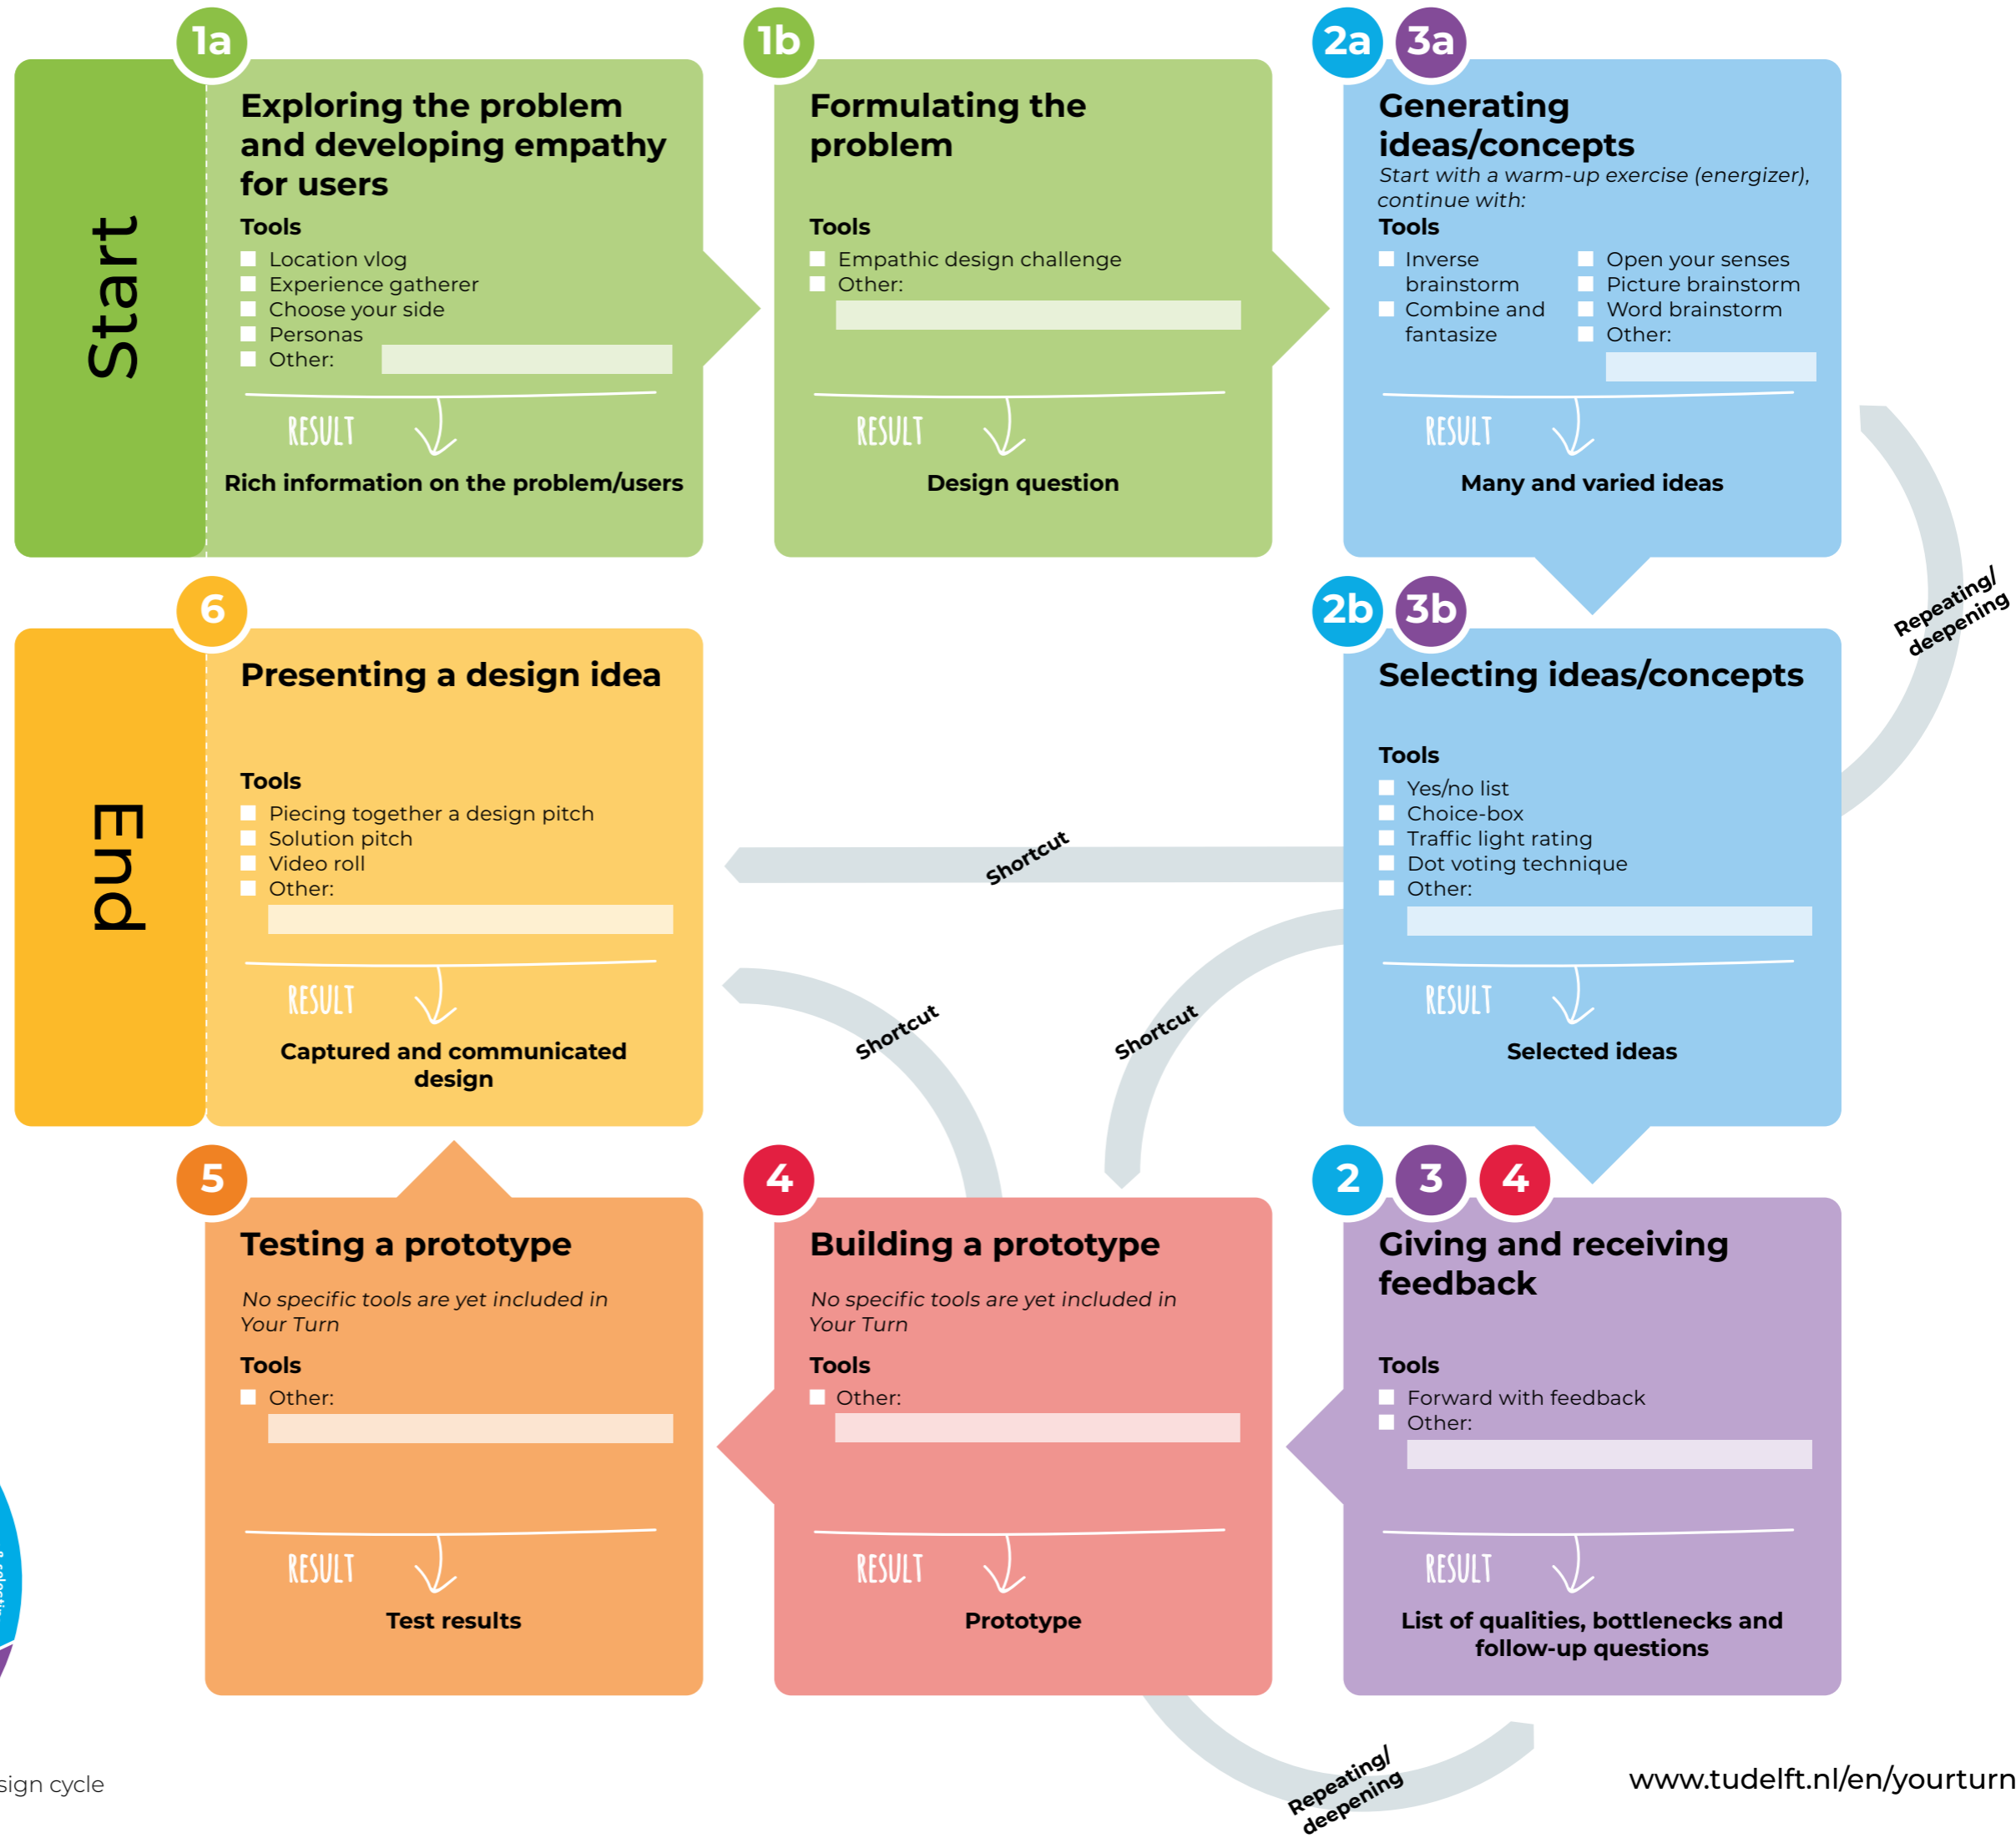 Start
1a
Exploring the problem
and developing empathy
for users
Tools
Location vlog
Experience gatherer
Choose your side
Personas
Other:
RESULT
Rich information on the problem/users
1b
Formulating the
problem
Tools
Empathic design challenge
Other:
RESULT
Design question
2a 3a
Generating
ideas/concepts
Start with a warm-up exercise (energizer),
continue with:
Tools
Inverse
brainstorm
Combine and
fantasize
Open your senses
Picture brainstorm
Word brainstorm
Other:
RESULT
Many and varied ideas
Repeating/
deepening
End
6
Presenting a design idea
Tools
Piecing together a design pitch
Solution pitch
Video roll
Other:
RESULT
Captured and communicated
design
Shortcut
Shortcut
Shortcut
2b 3b
Selecting ideas/concepts
Tools
Yes/no list
Choice-box
Traffic light rating
Dot voting technique
Other:
RESULT
Selected ideas
5
Testing a prototype
No specific tools are yet included in
Your Turn
Tools
Other:
RESULT
Test results
4
Building a prototype
No specific tools are yet included in
Your Turn
Tools
Other:
RESULT
Prototype
2 3 4
Giving and receiving
feedback
Tools
Forward with feedback
Other:
RESULT
List of qualities, bottlenecks and
follow-up questions
Repeating/
deepening
sign cycle
www.tudelft.nl/en/yourturn